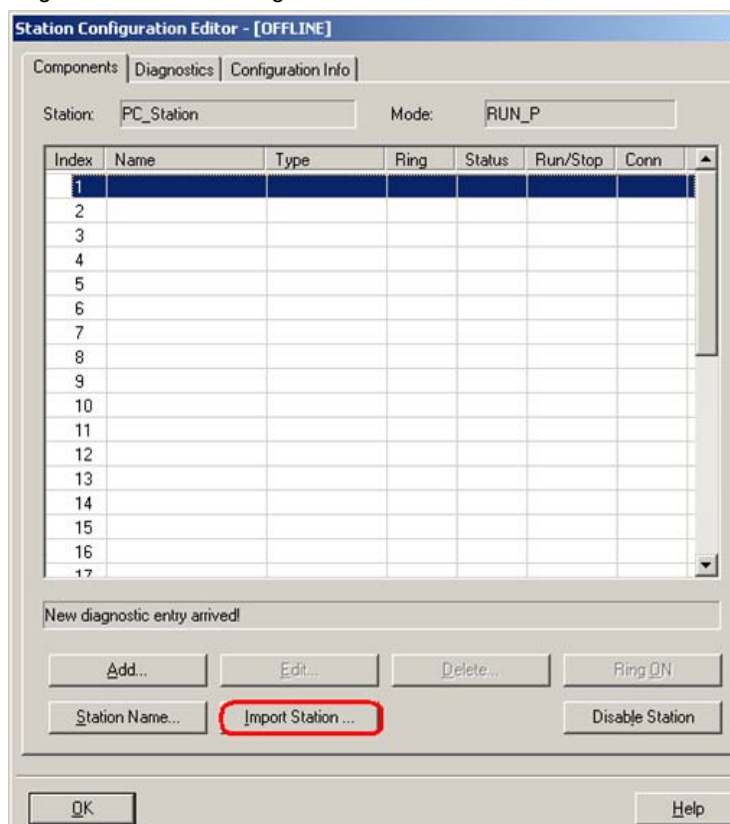 Station Configuration Editor - [OFFLINE]
Components Diagnostics Configuration Info
Station: PC_Station Mode: RUN_P
Index Name Type Ring Status Run/Stop Conn
1
2
3
4
5
6
7
8
9
10
11
12
13
14
15
16
17
New diagnostic entry arrived!
Add... Edit... Delete... Ring ON
Station Name... Import Station ... Disable Station
OK Help